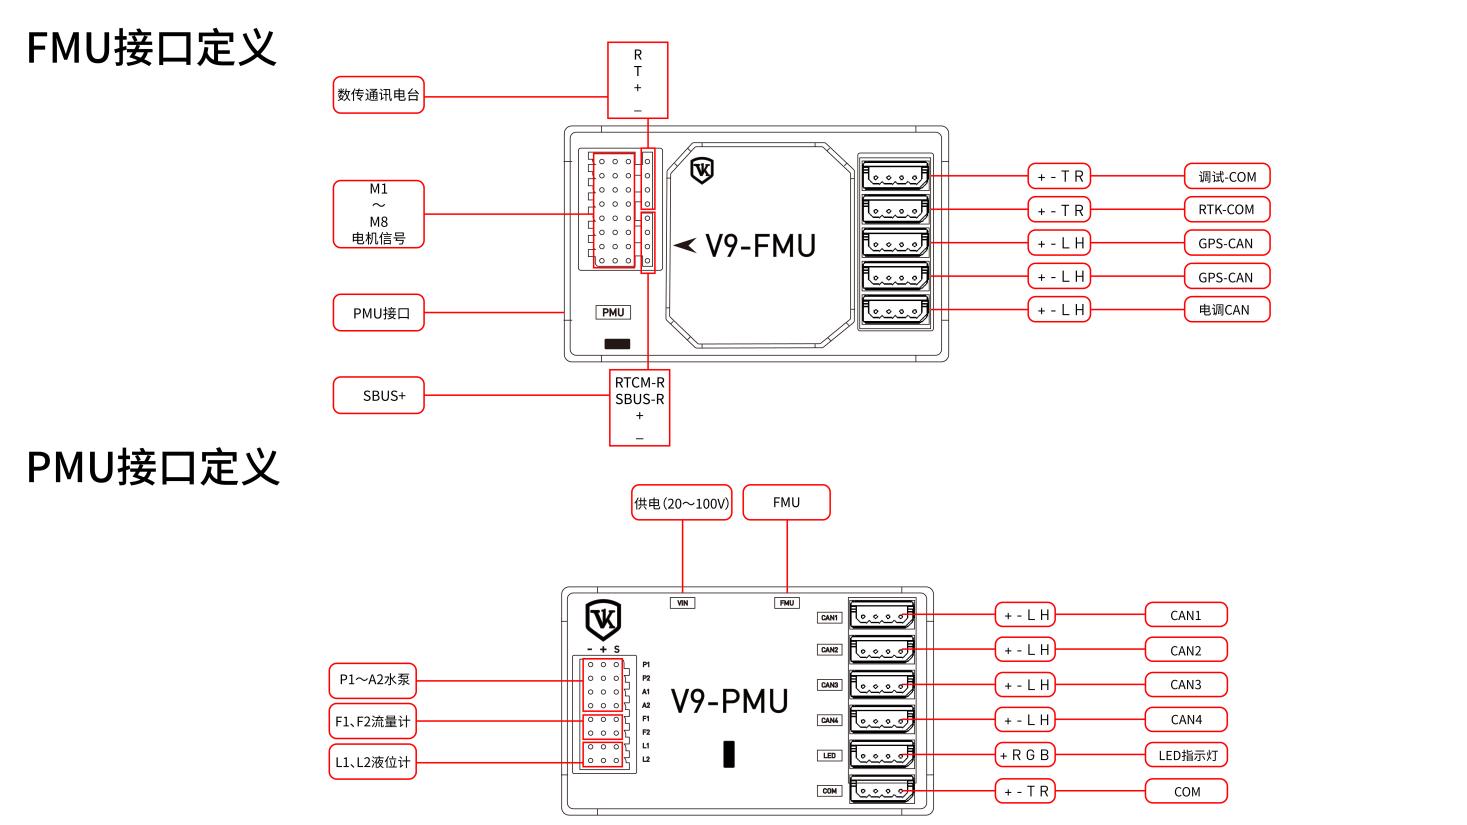 FMU接口定义
R
T
+
−
数传通讯电台
M1
～
M8
电机信号
PMU接口
SBUS+
VK
V9-FMU
PMU
RTCM-R
SBUS-R
+
−
+ - T R
调试-COM
+ - T R
RTK-COM
+ - L H
GPS-CAN
+ - L H
GPS-CAN
+ - L H
电调CAN
PMU接口定义
供电(20～100V)
FMU
VIN
FMU
VK
- + S
P1
P2
A1
A2
F1
F2
L1
L2
P1～A2水泵
F1、F2流量计
L1、L2液位计
V9-PMU
CAN1
+ - L H
CAN1
CAN2
+ - L H
CAN2
CAN3
+ - L H
CAN3
CAN4
+ - L H
CAN4
LED
+ R G B
LED指示灯
COM
+ - T R
COM